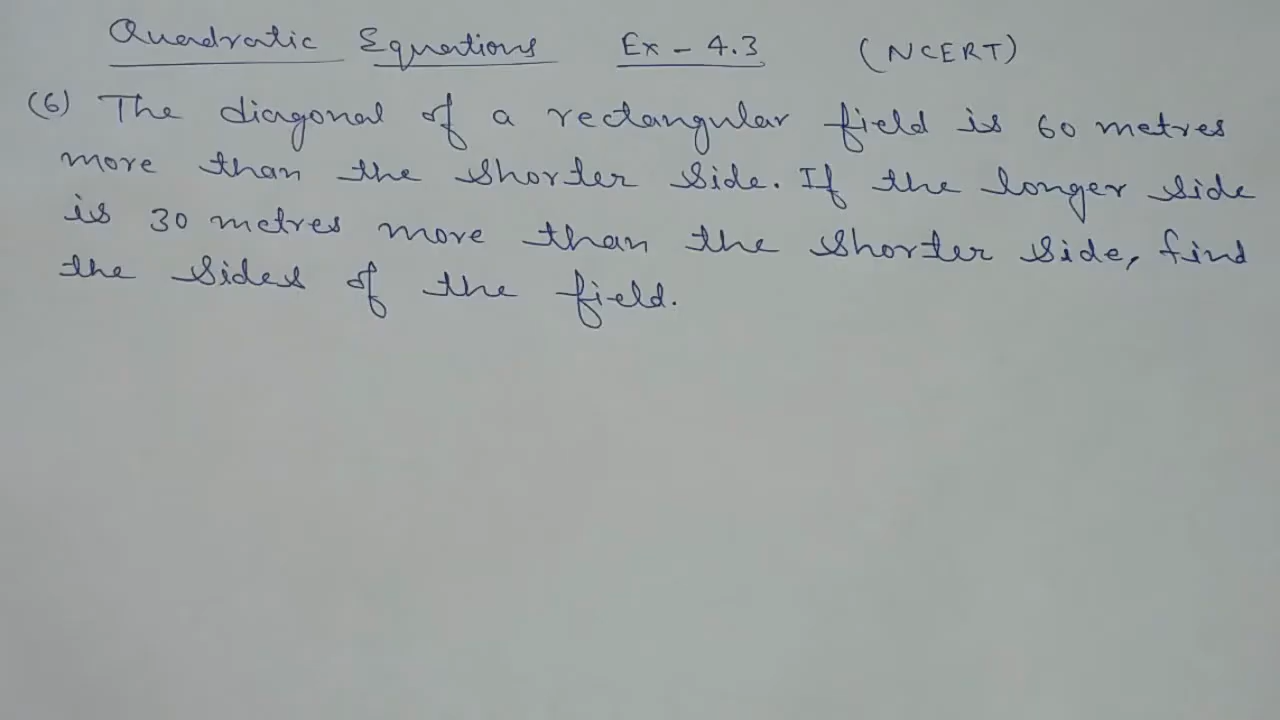 Quadratic Equations Ex - 4.3 (NCERT)
(6) The diagonal of a rectangular field is 60 metres
more than the shorter side. If the longer side
is 30 metres more than the shorter side, find
the sides of the field.